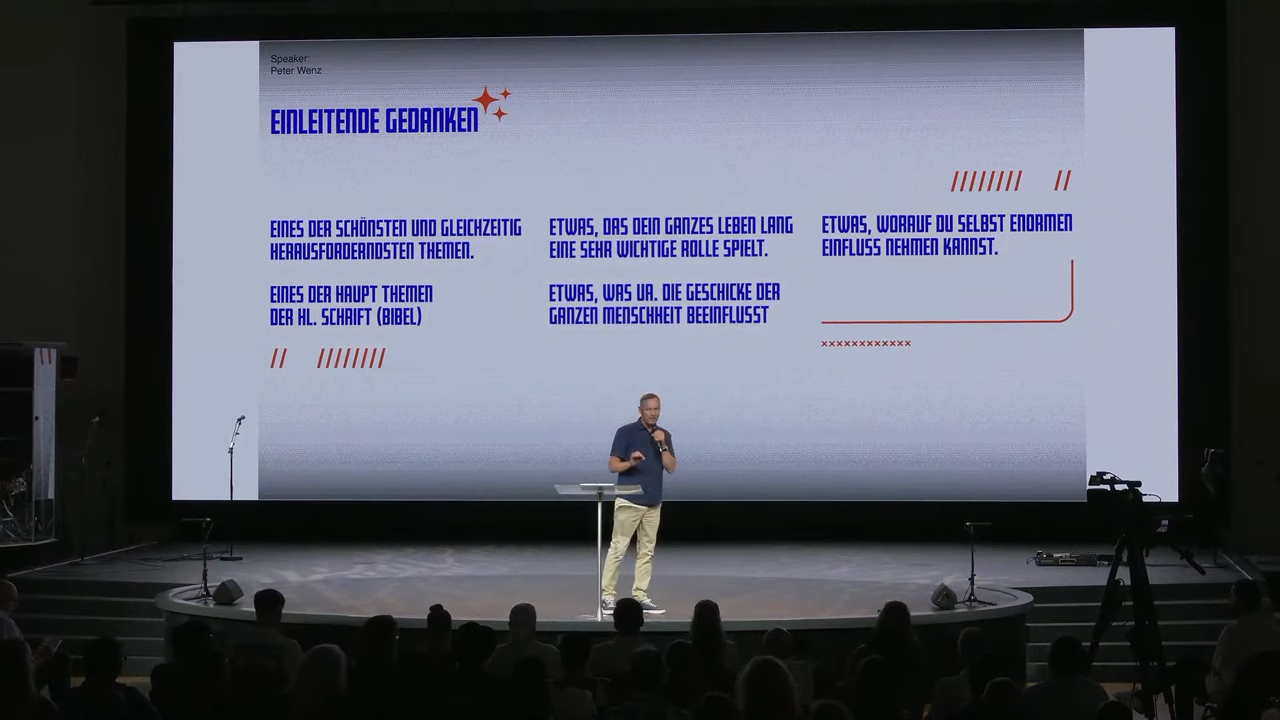 Speaker:
Peter Wenz
EINLEITENDE GEDANKEN
EINES DER SCHÖNSTEN UND GLEICHZEITIG
HERAUSFORDERNDSTEN THEMEN.
EINES DER HAUPT THEMEN
DER HL. SCHRIFT (BIBEL)
ETWAS, DAS DEIN GANZES LEBEN LANG
EINE SEHR WICHTIGE ROLLE SPIELT.
ETWAS, WAS UA. DIE GESCHICKE DER
GANZEN MENSCHHEIT BEEINFLUSST
ETWAS, WORAUF DU SELBST ENORMEN
EINFLUSS NEHMEN KANNST.